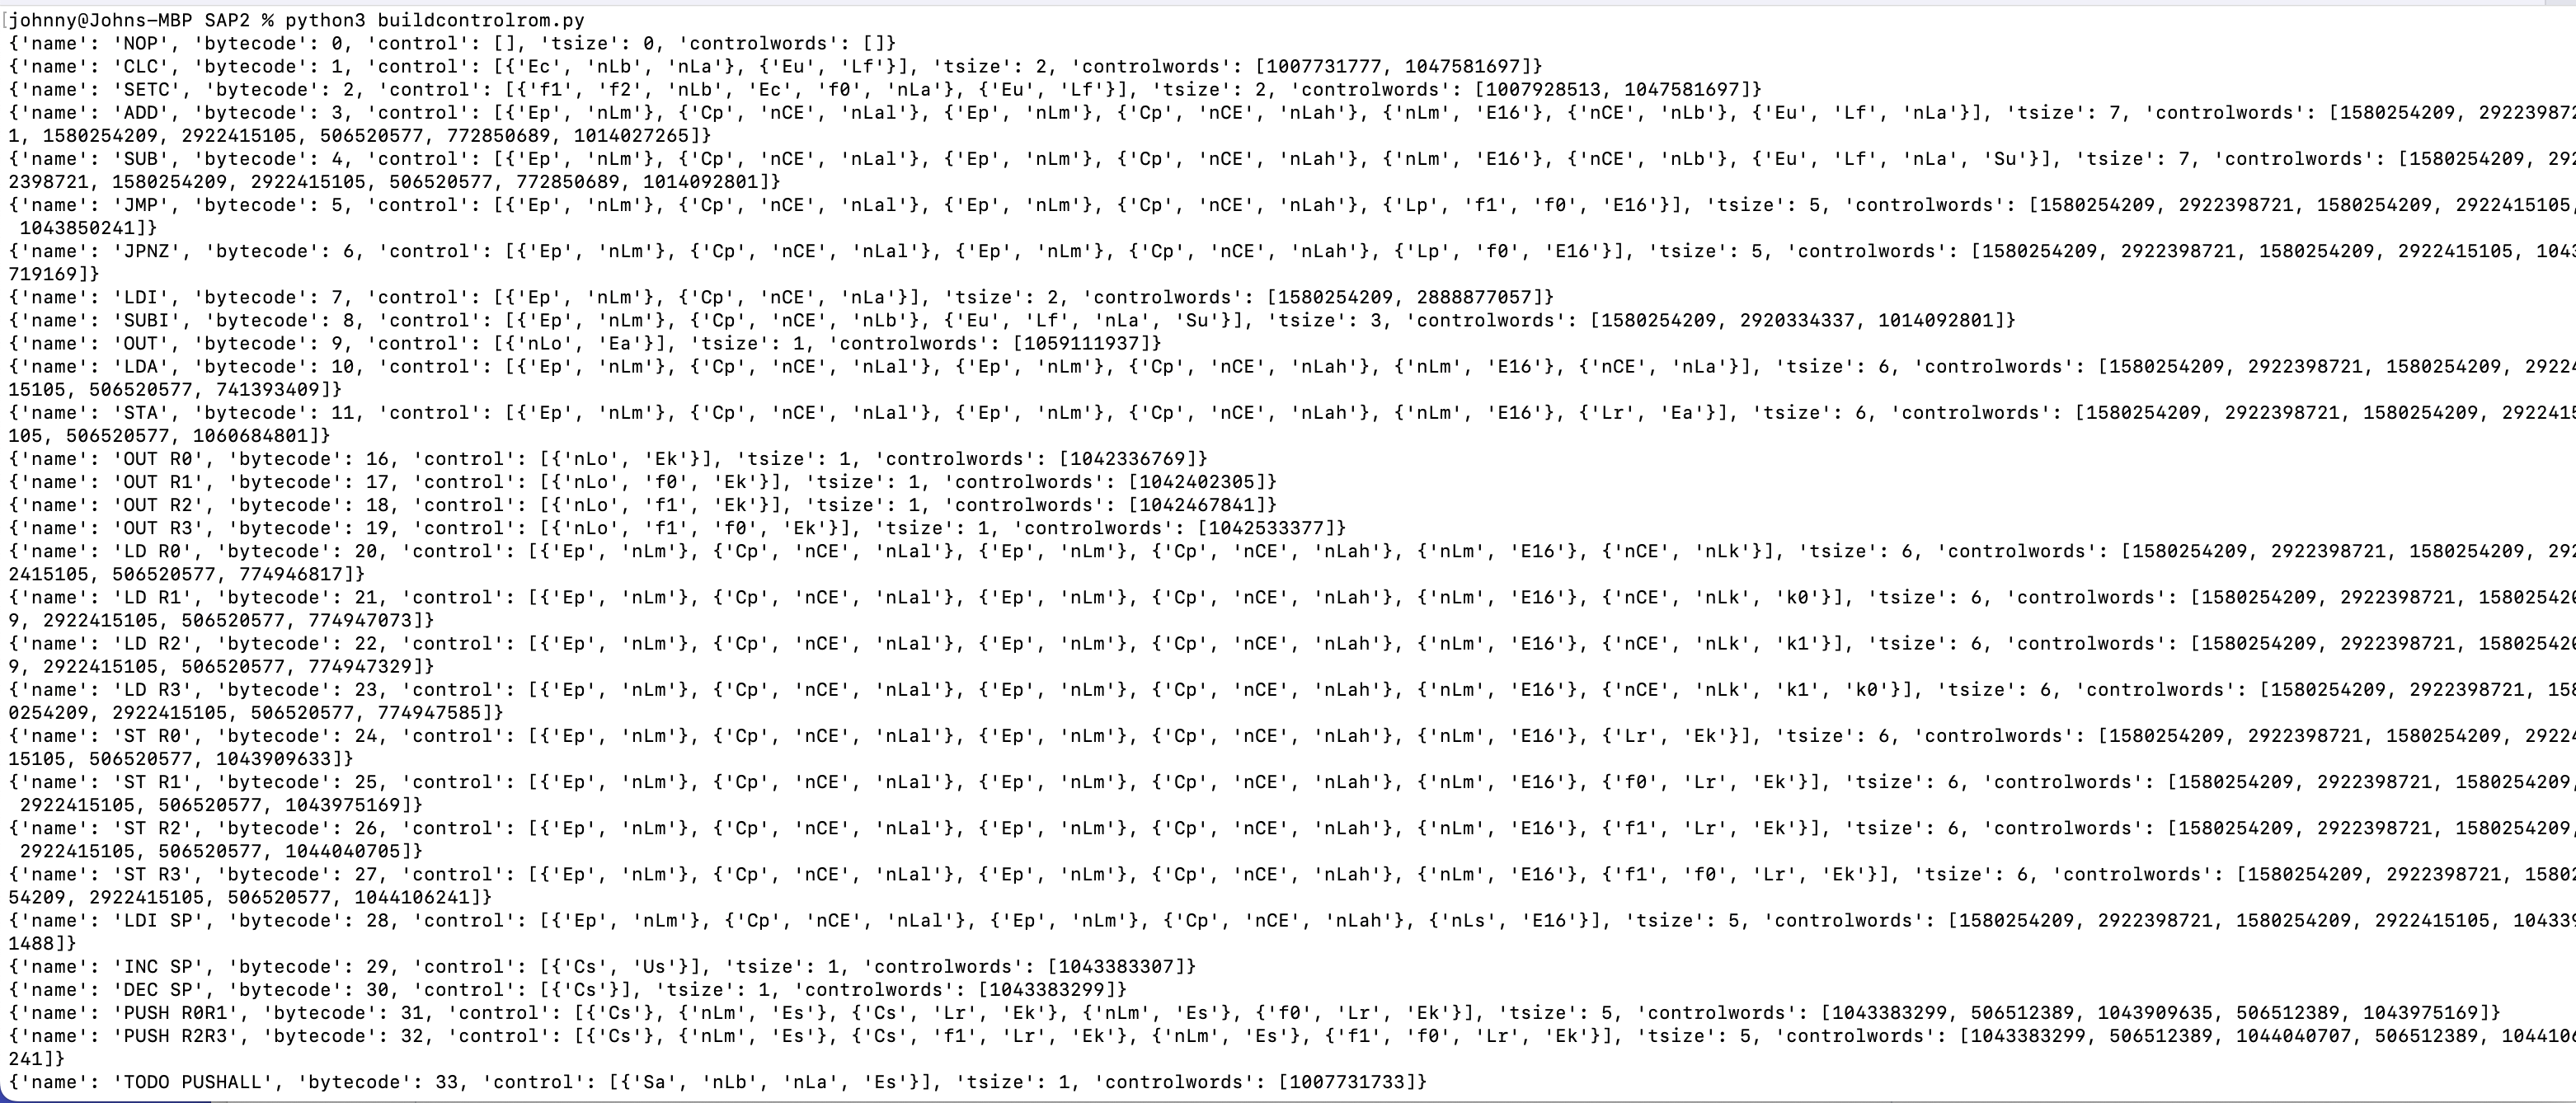 johnny@Johns-MBP SAP2 % python3 buildcontrolrom.py
{'name': 'NOP', 'bytecode': 0, 'control': [], 'tsize': 0, 'controlwords': []}
{'name': 'CLC', 'bytecode': 1, 'control': [{'Ec', 'nLb', 'nLa'}, {'Eu', 'Lf'}], 'tsize': 2, 'controlwords': [1007731777, 1047581697]}
{'name': 'SETC', 'bytecode': 2, 'control': [{'f1', 'f2', 'nLb', 'Ec', 'f0', 'nLa'}, {'Eu', 'Lf'}], 'tsize': 2, 'controlwords': [1007928513, 1047581697]}
{'name': 'ADD', 'bytecode': 3, 'control': [{'Ep', 'nLm'}, {'Cp', 'nCE', 'nLal'}, {'Ep', 'nLm'}, {'Cp', 'nCE', 'nLah'}, {'nLm', 'E16'}, {'nCE', 'nLb'}, {'Eu', 'Lf', 'nLa'}], 'tsize': 7, 'controlwords': [1580254209, 292239872
1, 1580254209, 2922415105, 506520577, 772850689, 1014027265]}
{'name': 'SUB', 'bytecode': 4, 'control': [{'Ep', 'nLm'}, {'Cp', 'nCE', 'nLal'}, {'Ep', 'nLm'}, {'Cp', 'nCE', 'nLah'}, {'nLm', 'E16'}, {'nCE', 'nLb'}, {'Eu', 'Lf', 'nLa', 'Su'}], 'tsize': 7, 'controlwords': [1580254209, 292
2398721, 1580254209, 2922415105, 506520577, 772850689, 1014092801]}
{'name': 'JMP', 'bytecode': 5, 'control': [{'Ep', 'nLm'}, {'Cp', 'nCE', 'nLal'}, {'Ep', 'nLm'}, {'Cp', 'nCE', 'nLah'}, {'Lp', 'f1', 'f0', 'E16'}], 'tsize': 5, 'controlwords': [1580254209, 2922398721, 1580254209, 2922415105,
1043850241]}
{'name': 'JPNZ', 'bytecode': 6, 'control': [{'Ep', 'nLm'}, {'Cp', 'nCE', 'nLal'}, {'Ep', 'nLm'}, {'Cp', 'nCE', 'nLah'}, {'Lp', 'f0', 'E16'}], 'tsize': 5, 'controlwords': [1580254209, 2922398721, 1580254209, 2922415105, 1043
719169]}
{'name': 'LDI', 'bytecode': 7, 'control': [{'Ep', 'nLm'}, {'Cp', 'nCE', 'nLa'}], 'tsize': 2, 'controlwords': [1580254209, 2888877057]}
{'name': 'SUBI', 'bytecode': 8, 'control': [{'Ep', 'nLm'}, {'Cp', 'nCE', 'nLb'}, {'Eu', 'Lf', 'nLa', 'Su'}], 'tsize': 3, 'controlwords': [1580254209, 2920334337, 1014092801]}
{'name': 'OUT', 'bytecode': 9, 'control': [{'nLo', 'Ea'}], 'tsize': 1, 'controlwords': [1059111937]}
{'name': 'LDA', 'bytecode': 10, 'control': [{'Ep', 'nLm'}, {'Cp', 'nCE', 'nLal'}, {'Ep', 'nLm'}, {'Cp', 'nCE', 'nLah'}, {'nLm', 'E16'}, {'nCE', 'nLa'}], 'tsize': 6, 'controlwords': [1580254209, 2922398721, 1580254209, 29224
15105, 506520577, 741393409]}
{'name': 'STA', 'bytecode': 11, 'control': [{'Ep', 'nLm'}, {'Cp', 'nCE', 'nLal'}, {'Ep', 'nLm'}, {'Cp', 'nCE', 'nLah'}, {'nLm', 'E16'}, {'Lr', 'Ea'}], 'tsize': 6, 'controlwords': [1580254209, 2922398721, 1580254209, 2922415
105, 506520577, 1060684801]}
{'name': 'OUT R0', 'bytecode': 16, 'control': [{'nLo', 'Ek'}], 'tsize': 1, 'controlwords': [1042336769]}
{'name': 'OUT R1', 'bytecode': 17, 'control': [{'nLo', 'f0', 'Ek'}], 'tsize': 1, 'controlwords': [1042402305]}
{'name': 'OUT R2', 'bytecode': 18, 'control': [{'nLo', 'f1', 'Ek'}], 'tsize': 1, 'controlwords': [1042467841]}
{'name': 'OUT R3', 'bytecode': 19, 'control': [{'nLo', 'f1', 'f0', 'Ek'}], 'tsize': 1, 'controlwords': [1042533377]}
{'name': 'LD R0', 'bytecode': 20, 'control': [{'Ep', 'nLm'}, {'Cp', 'nCE', 'nLal'}, {'Ep', 'nLm'}, {'Cp', 'nCE', 'nLah'}, {'nLm', 'E16'}, {'nCE', 'nLk'}], 'tsize': 6, 'controlwords': [1580254209, 2922398721, 1580254209, 292
2415105, 506520577, 774946817]}
{'name': 'LD R1', 'bytecode': 21, 'control': [{'Ep', 'nLm'}, {'Cp', 'nCE', 'nLal'}, {'Ep', 'nLm'}, {'Cp', 'nCE', 'nLah'}, {'nLm', 'E16'}, {'nCE', 'nLk', 'k0'}], 'tsize': 6, 'controlwords': [1580254209, 2922398721, 158025420
9, 2922415105, 506520577, 774947073]}
{'name': 'LD R2', 'bytecode': 22, 'control': [{'Ep', 'nLm'}, {'Cp', 'nCE', 'nLal'}, {'Ep', 'nLm'}, {'Cp', 'nCE', 'nLah'}, {'nLm', 'E16'}, {'nCE', 'nLk', 'k1'}], 'tsize': 6, 'controlwords': [1580254209, 2922398721, 158025420
9, 2922415105, 506520577, 774947329]}
{'name': 'LD R3', 'bytecode': 23, 'control': [{'Ep', 'nLm'}, {'Cp', 'nCE', 'nLal'}, {'Ep', 'nLm'}, {'Cp', 'nCE', 'nLah'}, {'nLm', 'E16'}, {'nCE', 'nLk', 'k1', 'k0'}], 'tsize': 6, 'controlwords': [1580254209, 2922398721, 158
0254209, 2922415105, 506520577, 774947585]}
{'name': 'ST R0', 'bytecode': 24, 'control': [{'Ep', 'nLm'}, {'Cp', 'nCE', 'nLal'}, {'Ep', 'nLm'}, {'Cp', 'nCE', 'nLah'}, {'nLm', 'E16'}, {'Lr', 'Ek'}], 'tsize': 6, 'controlwords': [1580254209, 2922398721, 1580254209, 29224
15105, 506520577, 1043909633]}
{'name': 'ST R1', 'bytecode': 25, 'control': [{'Ep', 'nLm'}, {'Cp', 'nCE', 'nLal'}, {'Ep', 'nLm'}, {'Cp', 'nCE', 'nLah'}, {'nLm', 'E16'}, {'f0', 'Lr', 'Ek'}], 'tsize': 6, 'controlwords': [1580254209, 2922398721, 1580254209,
2922415105, 506520577, 1043975169]}
{'name': 'ST R2', 'bytecode': 26, 'control': [{'Ep', 'nLm'}, {'Cp', 'nCE', 'nLal'}, {'Ep', 'nLm'}, {'Cp', 'nCE', 'nLah'}, {'nLm', 'E16'}, {'f1', 'Lr', 'Ek'}], 'tsize': 6, 'controlwords': [1580254209, 2922398721, 1580254209,
2922415105, 506520577, 1044040705]}
{'name': 'ST R3', 'bytecode': 27, 'control': [{'Ep', 'nLm'}, {'Cp', 'nCE', 'nLal'}, {'Ep', 'nLm'}, {'Cp', 'nCE', 'nLah'}, {'nLm', 'E16'}, {'f1', 'f0', 'Lr', 'Ek'}], 'tsize': 6, 'controlwords': [1580254209, 2922398721, 15802
54209, 2922415105, 506520577, 1044106241]}
{'name': 'LDI SP', 'bytecode': 28, 'control': [{'Ep', 'nLm'}, {'Cp', 'nCE', 'nLal'}, {'Ep', 'nLm'}, {'Cp', 'nCE', 'nLah'}, {'nLs', 'E16'}], 'tsize': 5, 'controlwords': [1580254209, 2922398721, 1580254209, 2922415105, 104339
1488]}
{'name': 'INC SP', 'bytecode': 29, 'control': [{'Cs', 'Us'}], 'tsize': 1, 'controlwords': [1043383307]}
{'name': 'DEC SP', 'bytecode': 30, 'control': [{'Cs'}], 'tsize': 1, 'controlwords': [1043383299]}
{'name': 'PUSH R0R1', 'bytecode': 31, 'control': [{'Cs'}, {'nLm', 'Es'}, {'Cs', 'Lr', 'Ek'}, {'nLm', 'Es'}, {'f0', 'Lr', 'Ek'}], 'tsize': 5, 'controlwords': [1043383299, 506512389, 1043909635, 506512389, 1043975169]}
{'name': 'PUSH R2R3', 'bytecode': 32, 'control': [{'Cs'}, {'nLm', 'Es'}, {'Cs', 'f1', 'Lr', 'Ek'}, {'nLm', 'Es'}, {'f1', 'f0', 'Lr', 'Ek'}], 'tsize': 5, 'controlwords': [1043383299, 506512389, 1044040707, 506512389, 1044106
241]}
{'name': 'TODO PUSHALL', 'bytecode': 33, 'control': [{'Sa', 'nLb', 'nLa', 'Es'}], 'tsize': 1, 'controlwords': [1007731733]}